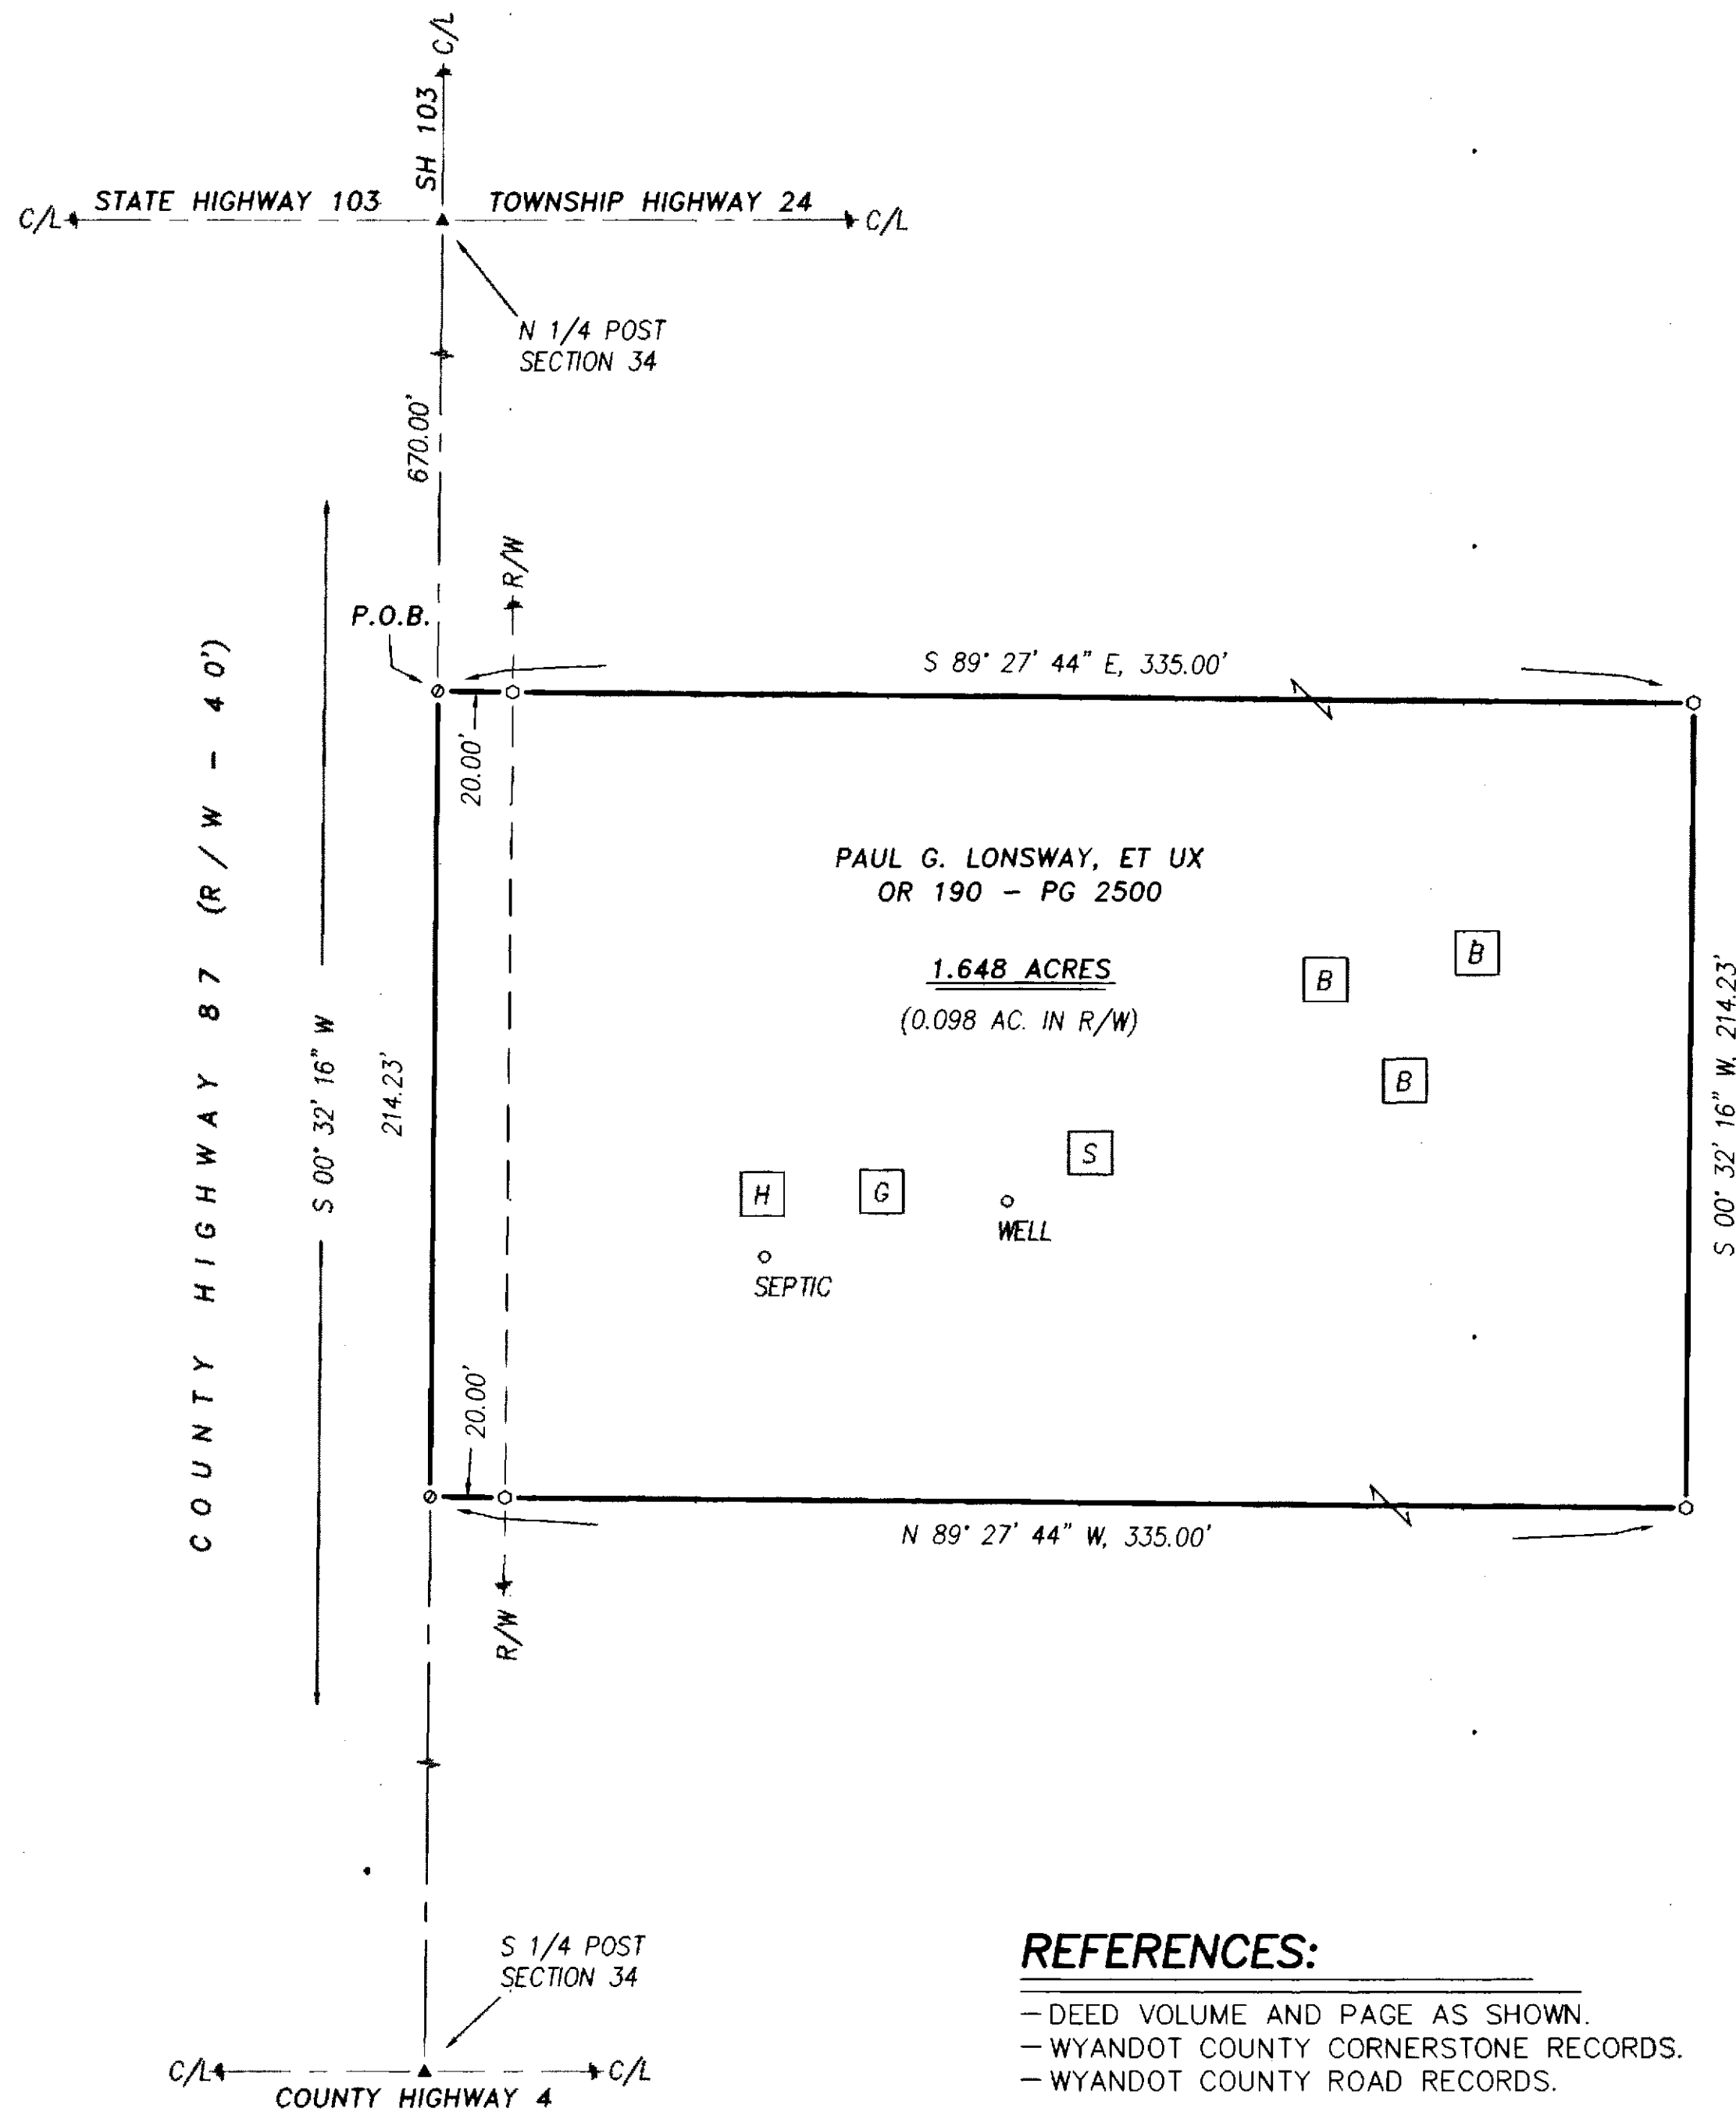 C/L
SH 103
C/L STATE HIGHWAY 103 TOWNSHIP HIGHWAY 24 C/L
N 1/4 POST
SECTION 34
670.00'
R/W
P.O.B.
S 89° 27' 44" E, 335.00'
20.00'
COUNTY HIGHWAY 87 (R/W - 40')
S 00° 32' 16" W
214.23'
PAUL G. LONSWAY, ET UX
OR 190 - PG 2500
1.648 ACRES
(0.098 AC. IN R/W)
B
B
B
S
H
G
WELL
SEPTIC
S 00° 32' 16" W, 214.23'
20.00'
N 89° 27' 44" W, 335.00'
R/W
S 1/4 POST
SECTION 34
C/L C/L
COUNTY HIGHWAY 4
REFERENCES:
- DEED VOLUME AND PAGE AS SHOWN.
- WYANDOT COUNTY CORNERSTONE RECORDS.
- WYANDOT COUNTY ROAD RECORDS.